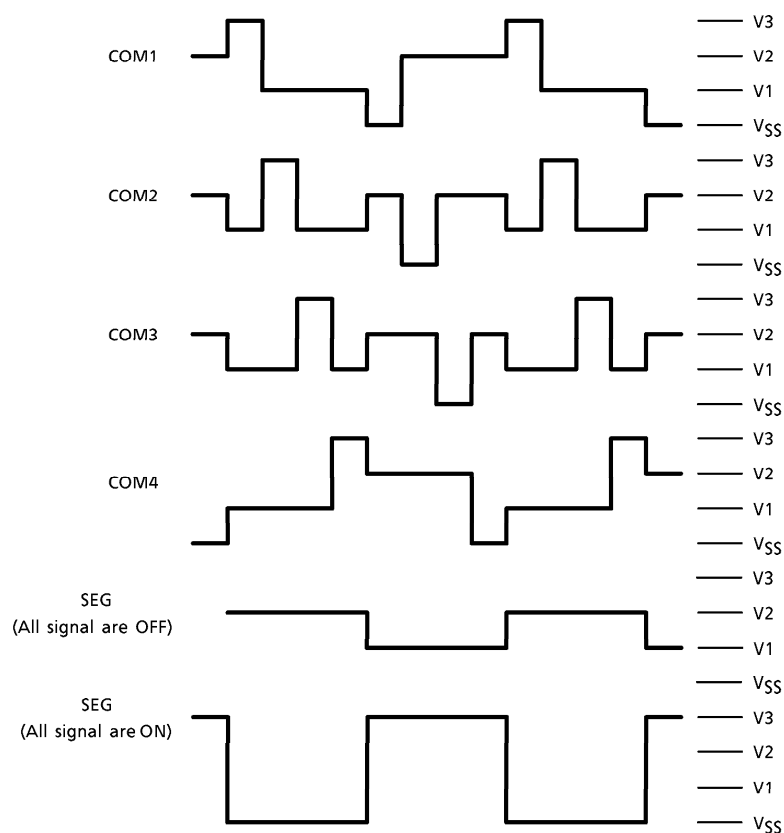 V3
COM1
V2
V1
VSS
V3
COM2
V2
V1
VSS
V3
COM3
V2
V1
VSS
V3
V2
COM4
V1
VSS
V3
SEG
(All signal are OFF)
V2
V1
VSS
SEG
(All signal are ON)
V3
V2
V1
VSS